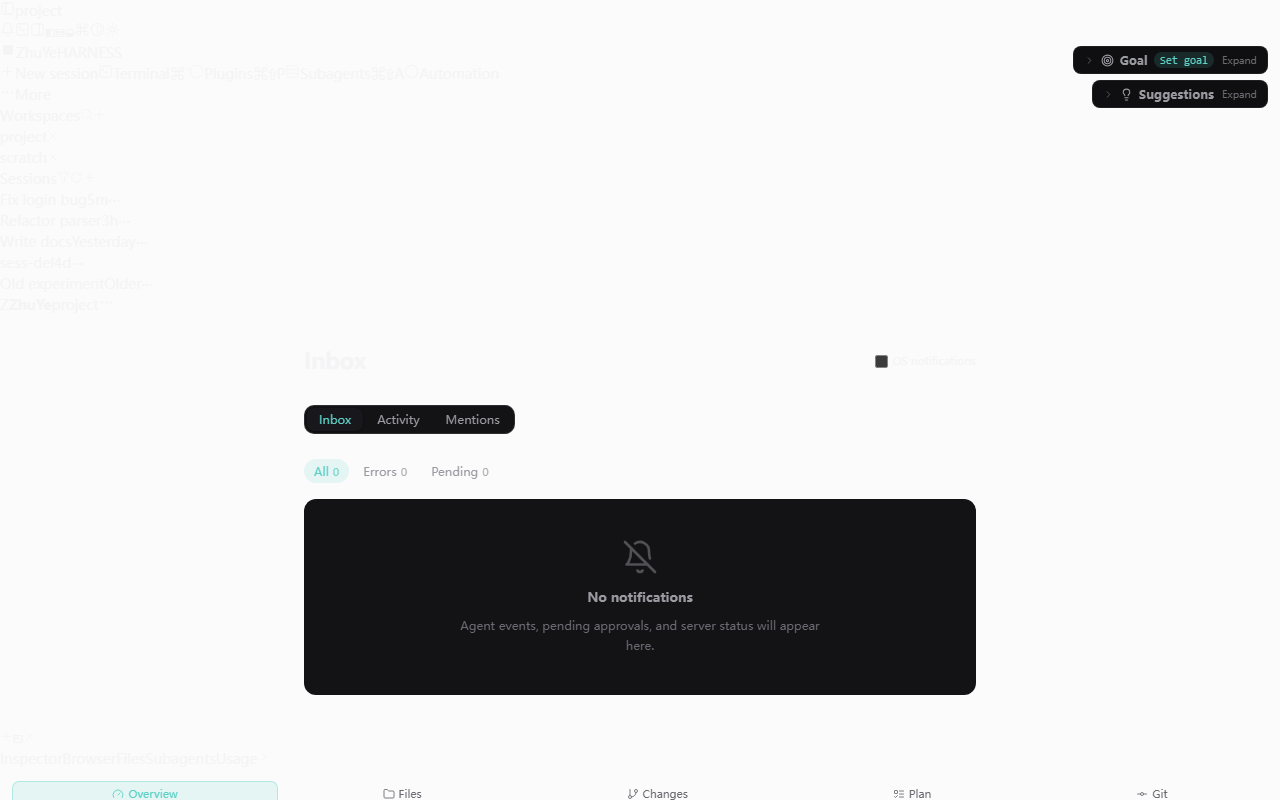 project
ZhuYeHARNESS
New session Terminal Plugins Subagents Automation
More
Workspaces
project
scratch
Sessions
Fix login bug5m
Refactor parser3h
Write docsYesterday
sess-del4d
Old experimentOlder
ZZhuYeproject
Goal Set goal Expand
Suggestions Expand
Inbox
notifications
Inbox Activity Mentions
All 0 Errors 0 Pending 0
No notifications
Agent events, pending approvals, and server status will appear
here.
InspectorBrowserFilesSubagentsUsage
Overview Files Changes Plan Git